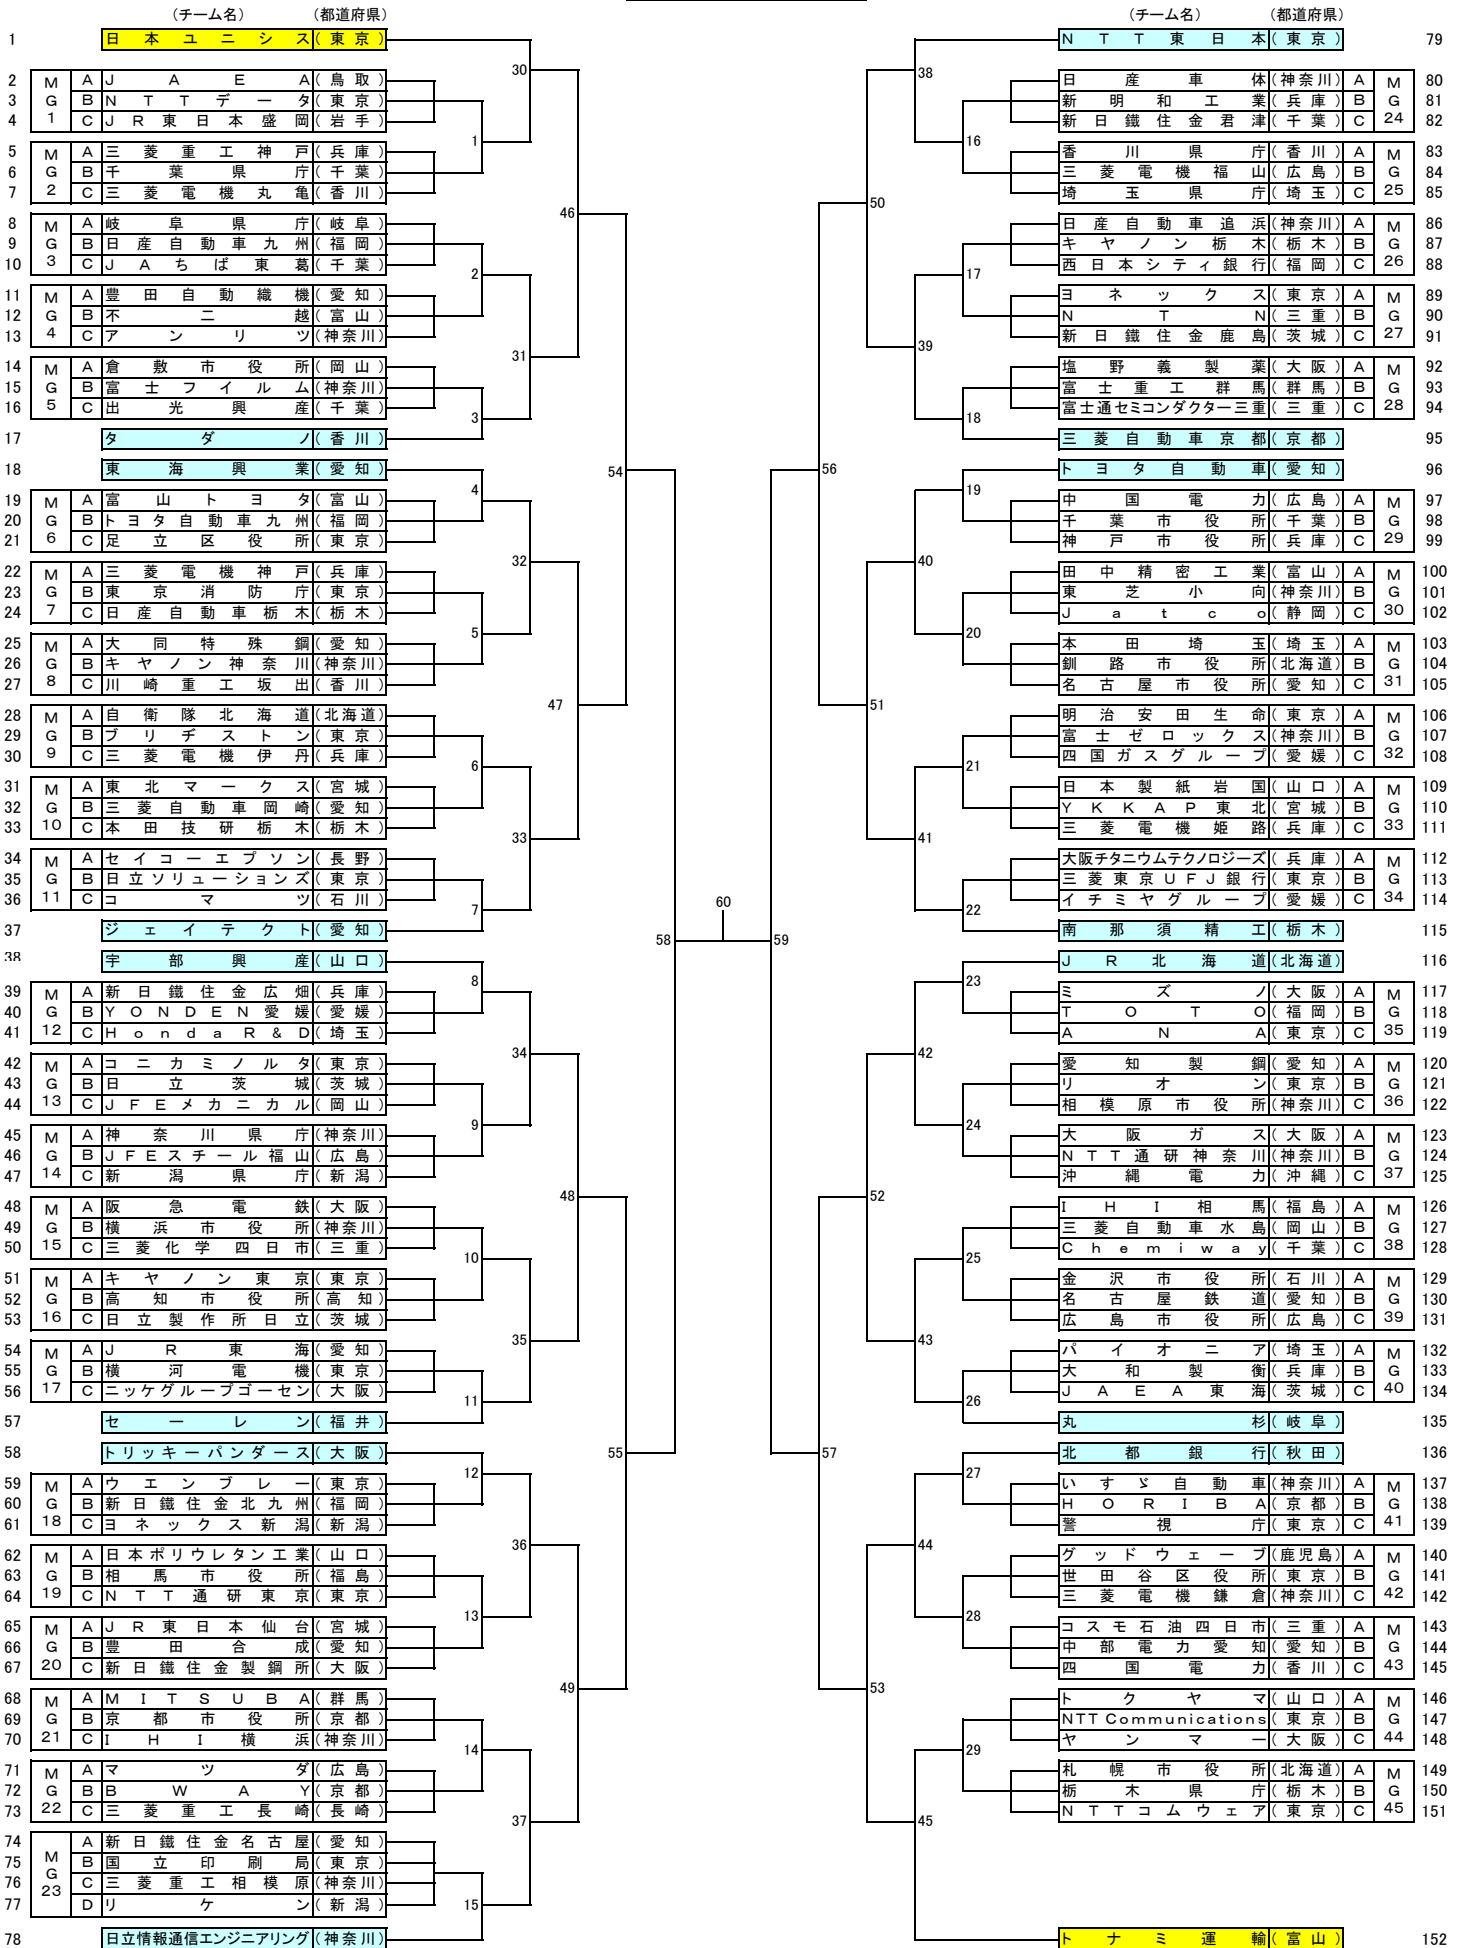 （チーム名） （都道府県）
1 日本ユニシス（東京）
2 MG1 A JAEA（鳥取）
3 B NTTデータ（東京）
4 C JR東日本盛岡（岩手）
5 MG2 A 三菱重工神戸（兵庫）
6 B 千葉県庁（千葉）
7 C 三菱電機丸亀（香川）
8 MG3 A 岐阜県庁（岐阜）
9 B 日産自動車九州（福岡）
10 C JAちば東葛（千葉）
11 MG4 A 豊田自動織機（愛知）
12 B 不二越（富山）
13 C アンリツ（神奈川）
14 MG5 A 倉敷市役所（岡山）
15 B 富士フイルム（神奈川）
16 C 出光興産（千葉）
17 タダノ（香川）
18 東海興業（愛知）
19 MG6 A 富山トヨタ（富山）
20 B トヨタ自動車九州（福岡）
21 C 足立区役所（東京）
22 MG7 A 三菱電機神戸（兵庫）
23 B 東京消防庁（東京）
24 C 日産自動車栃木（栃木）
25 MG8 A 大同特殊鋼（愛知）
26 B キヤノン神奈川（神奈川）
27 C 川崎重工坂出（香川）
28 MG9 A 自衛隊北海道（北海道）
29 B ブリヂストン（東京）
30 C 三菱電機伊丹（兵庫）
31 MG10 A 東北マークス（宮城）
32 B 三菱自動車岡崎（愛知）
33 C 本田技研栃木（栃木）
34 MG11 A セイコーエプソン（長野）
35 B 日立ソリューションズ（東京）
36 C コマツ（石川）
37 ジェイテクト（愛知）
38 宇部興産（山口）
39 MG12 A 新日鐵住金広畑（兵庫）
40 B YONDEN愛媛（愛媛）
41 C HondaR&D（埼玉）
42 MG13 A コニカミノルタ（東京）
43 B 日立茨城（茨城）
44 C JFEメカニカル（岡山）
45 MG14 A 神奈川県庁（神奈川）
46 B JFEスチール福山（広島）
47 C 新潟県庁（新潟）
48 MG15 A 阪急電鉄（大阪）
49 B 横浜市役所（神奈川）
50 C 三菱化学四日市（三重）
51 MG16 A キヤノン東京（東京）
52 B 高知市役所（高知）
53 C 日立製作所日立（茨城）
54 MG17 A JR東海（愛知）
55 B 横河電機（東京）
56 C ニッケグループゴーセン（大阪）
57 セーレン（福井）
58 トリッキーパンダース（大阪）
59 MG18 A ウエンブレー（東京）
60 B 新日鐵住金北九州（福岡）
61 C ヨネックス新潟（新潟）
62 MG19 A 日本ポリウレタン工業（山口）
63 B 相馬市役所（福島）
64 C NTT通研東京（東京）
65 MG20 A JR東日本仙台（宮城）
66 B 豊田合成（愛知）
67 C 新日鐵住金製鋼所（大阪）
68 MG21 A MITSUBA（群馬）
69 B 京都市役所（京都）
70 C IHI横浜（神奈川）
71 MG22 A マツダ（広島）
72 B BWAY（京都）
73 C 三菱重工長崎（長崎）
74 MG23 A 新日鐵住金名古屋（愛知）
75 B 国立印刷局（東京）
76 C 三菱重工相模原（神奈川）
77 D リケン（新潟）
78 日立情報通信エンジニアリング（神奈川）
1 2 3 4 5 6 7 8 9 10 11 12 13 14 15
30 31 32 33 34 35 36 37
46 47 48 49
54 55
58 60 59
56 57
50 51 52 53
38 39 40 41 42 43 44 45
16 17 18 19 20 21 22 23 24 25 26 27 28 29
（チーム名） （都道府県）
NTT東日本（東京） 79
日産車体（神奈川） A MG24 80
新明和工業（兵庫） B 81
新日鐵住金君津（千葉） C 82
香川県庁（香川） A MG25 83
三菱電機福山（広島） B 84
埼玉県庁（埼玉） C 85
日産自動車追浜（神奈川） A MG26 86
キヤノン栃木（栃木） B 87
西日本シティ銀行（福岡） C 88
ヨネックス（東京） A MG27 89
NTN（三重） B 90
新日鐵住金鹿島（茨城） C 91
塩野義製薬（大阪） A MG28 92
富士重工群馬（群馬） B 93
富士通セミコンダクター三重（三重） C 94
三菱自動車京都（京都） 95
トヨタ自動車（愛知） 96
中国電力（広島） A MG29 97
千葉市役所（千葉） B 98
神戸市役所（兵庫） C 99
田中精密工業（富山） A MG30 100
東芝小向（神奈川） B 101
Jatco（静岡） C 102
本田埼玉（埼玉） A MG31 103
釧路市役所（北海道） B 104
名古屋市役所（愛知） C 105
明治安田生命（東京） A MG32 106
富士ゼロックス（神奈川） B 107
四国ガスグループ（愛媛） C 108
日本製紙岩国（山口） A MG33 109
YKKAP東北（宮城） B 110
三菱電機姫路（兵庫） C 111
大阪チタニウムテクノロジーズ（兵庫） A MG34 112
三菱東京UFJ銀行（東京） B 113
イチミヤグループ（愛媛） C 114
南那須精工（栃木） 115
JR北海道（北海道） 116
ミズノ（大阪） A MG35 117
TOTO（福岡） B 118
ANA（東京） C 119
愛知製鋼（愛知） A MG36 120
リオン（東京） B 121
相模原市役所（神奈川） C 122
大阪ガス（大阪） A MG37 123
NTT通研神奈川（神奈川） B 124
沖縄電力（沖縄） C 125
IHI相馬（福島） A MG38 126
三菱自動車水島（岡山） B 127
Chemiway（千葉） C 128
金沢市役所（石川） A MG39 129
名古屋鉄道（愛知） B 130
広島市役所（広島） C 131
パイオニア（埼玉） A MG40 132
大和製衡（兵庫） B 133
JAEA東海（茨城） C 134
丸杉（岐阜） 135
北都銀行（秋田） 136
いすゞ自動車（神奈川） A MG41 137
HORIBA（京都） B 138
警視庁（東京） C 139
グッドウェーブ（鹿児島） A MG42 140
世田谷区役所（東京） B 141
三菱電機鎌倉（神奈川） C 142
コスモ石油四日市（三重） A MG43 143
中部電力愛知（愛知） B 144
四国電力（香川） C 145
トクヤマ（山口） A MG44 146
NTT Communications（東京） B 147
ヤンマー（大阪） C 148
札幌市役所（北海道） A MG45 149
栃木県庁（栃木） B 150
NTTコムウェア（東京） C 151
トナミ運輸（富山） 152